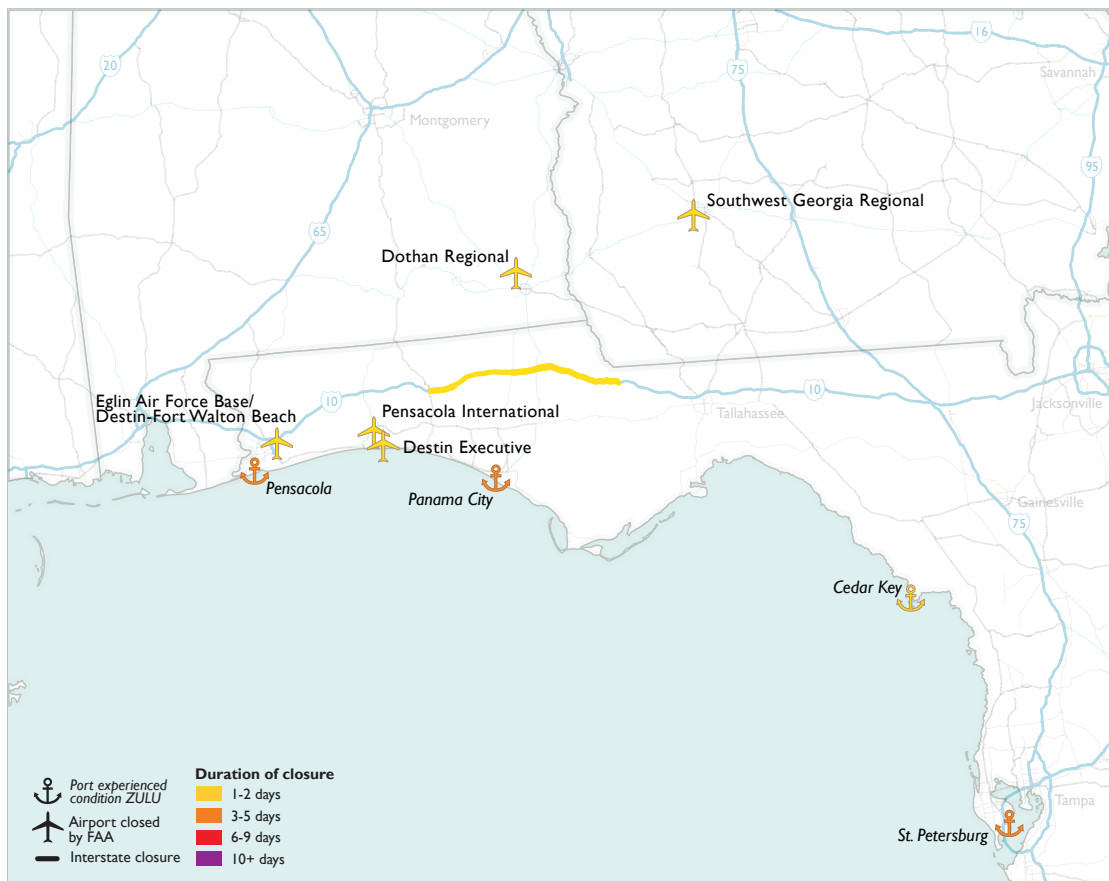 20
75
16
Savannah
Montgomery
95
Southwest Georgia Regional
65
Dothan Regional
Eglin Air Force Base/
Destin-Fort Walton Beach
10
Pensacola International
10
Tallahassee
Jacksonville
Destin Executive
Pensacola
Panama City
Gainesville
75
Cedar Key
Tampa
St. Petersburg
Port experienced
condition ZULU
Airport closed
by FAA
Interstate closure
Duration of closure
1-2 days
3-5 days
6-9 days
10+ days